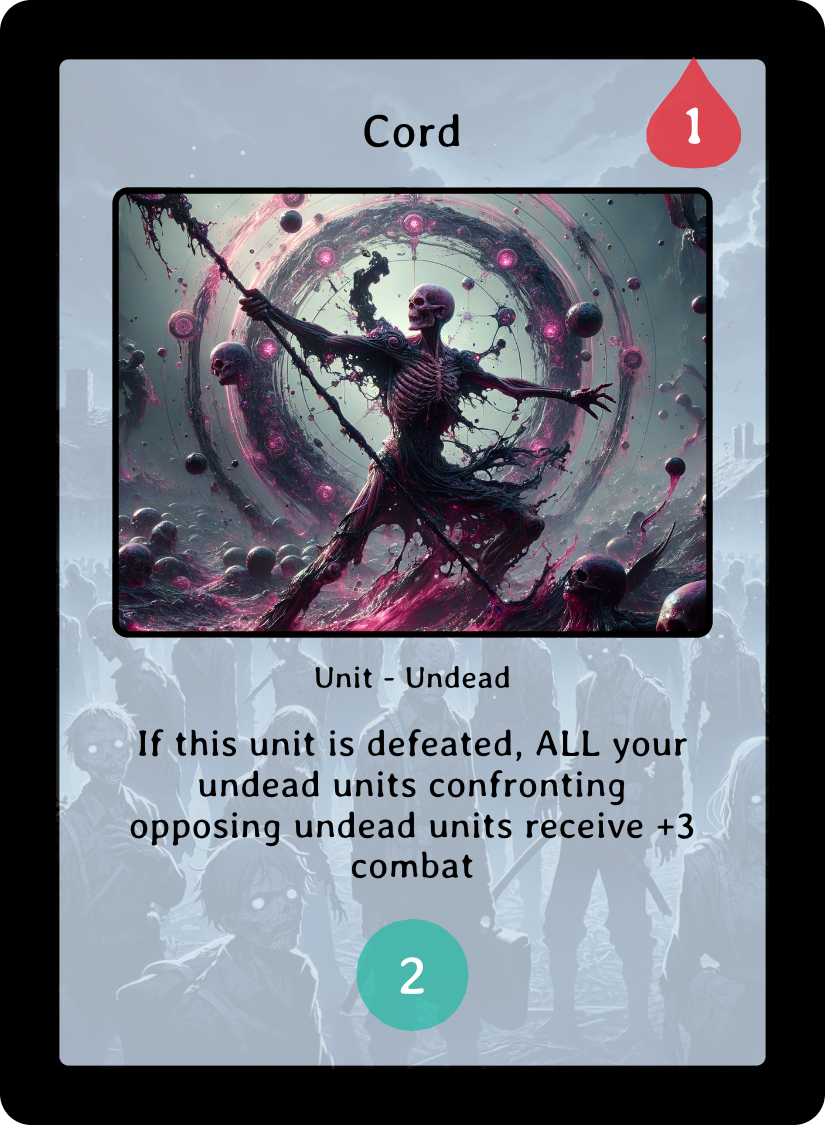 Cord
1
Unit - Undead
If this unit is defeated, ALL your
undead units confronting
opposing undead units receive +3
combat
2